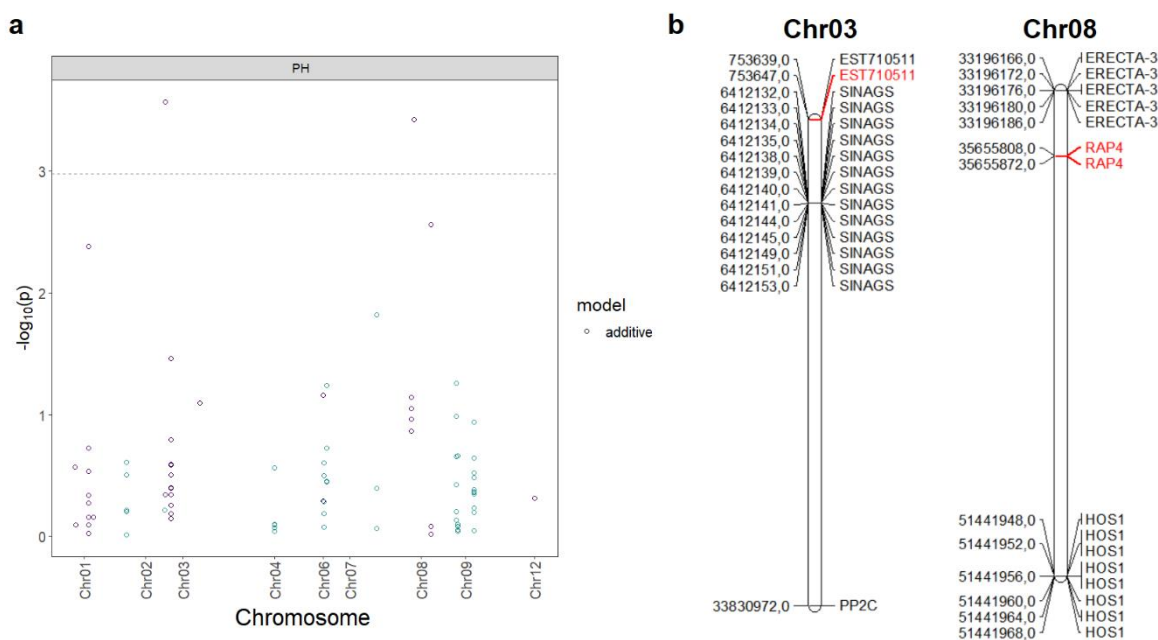 a
PH
3
2
1
0
-log10(p)
Chr01
Chr02
Chr03
Chr04
Chr06
Chr07
Chr08
Chr09
Chr12
Chromosome
model
additive
b
Chr03
753639,0 EST710511
753647,0 EST710511
6412132,0 SINAGS
6412133,0 SINAGS
6412134,0 SINAGS
6412135,0 SINAGS
6412138,0 SINAGS
6412139,0 SINAGS
6412140,0 SINAGS
6412141,0 SINAGS
6412144,0 SINAGS
6412145,0 SINAGS
6412149,0 SINAGS
6412151,0 SINAGS
6412153,0 SINAGS
33830972,0 PP2C
Chr08
33196166,0 ERECTA-3
33196172,0 ERECTA-3
33196176,0 ERECTA-3
33196180,0 ERECTA-3
33196186,0 ERECTA-3
35655808,0 RAP4
35655872,0 RAP4
51441948,0 HOS1
51441952,0 HOS1
HOS1
51441956,0 HOS1
HOS1
51441960,0 HOS1
51441964,0 HOS1
51441968,0 HOS1